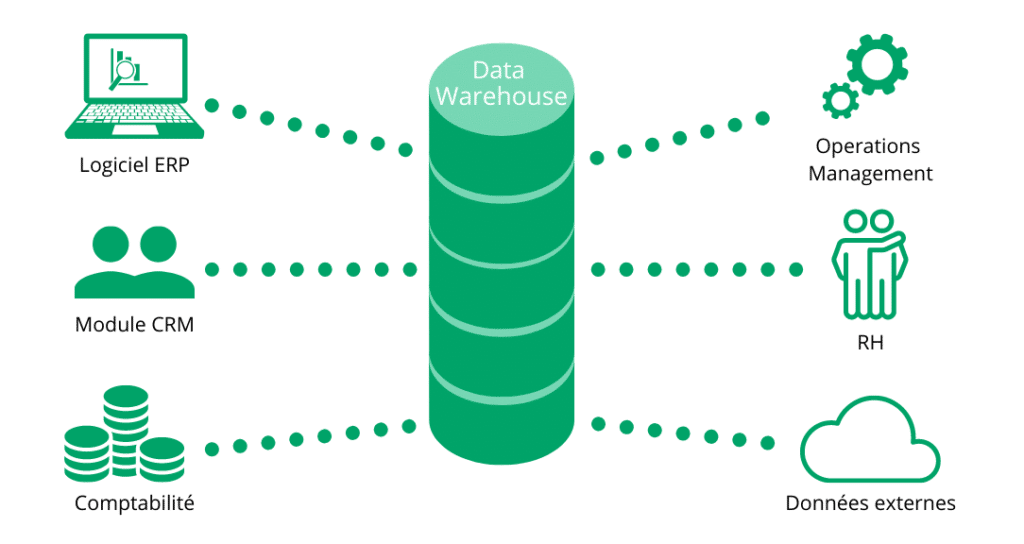 Data
Warehouse
Logiciel ERP
Operations
Management
Module CRM
RH
Comptabilité
Données externes